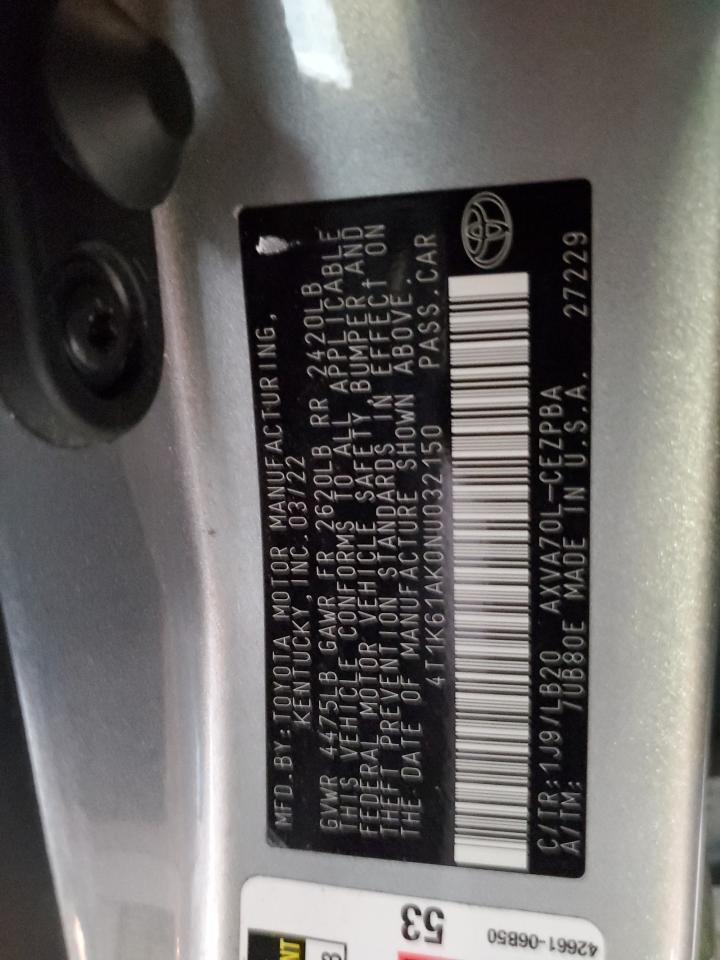 MFD.BY:TOYOTA MOTOR MANUFACTURING,
KENTUCKY, INC.03/22
GVWR 4475LB GAWR FR 2620LB RR 2420LB
THIS VEHICLE CONFORMS TO ALL APPLICABLE
FEDERAL MOTOR VEHICLE SAFETY,BUMPER AND
THEFT PREVENTION STANDARDS IN EFFECT ON
THE DATE OF MANUFACTURE SHOWN ABOVE.
4T1K61AK0NU032150 PASS.CAR
C/TR:1J9/LB20 AXVA70L-CEZPBA
A/TM: 7UB80E MADE IN U.S.A. 27229
53
42661-06B50